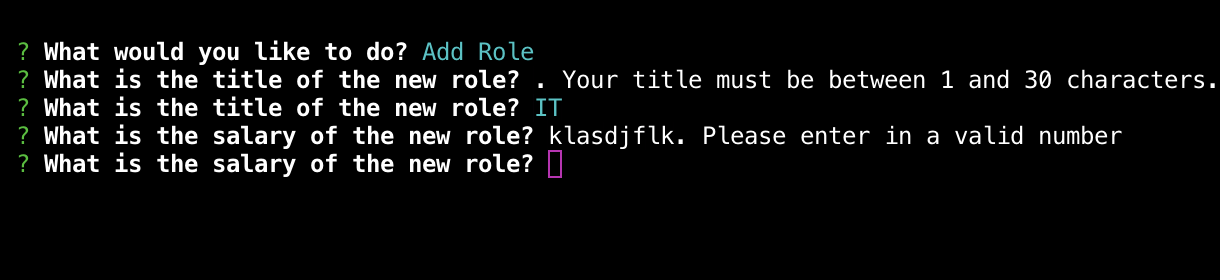 ? What would you like to do? Add Role
? What is the title of the new role? . Your title must be between 1 and 30 characters.
? What is the title of the new role? IT
? What is the salary of the new role? klasdjflk. Please enter in a valid number
? What is the salary of the new role?